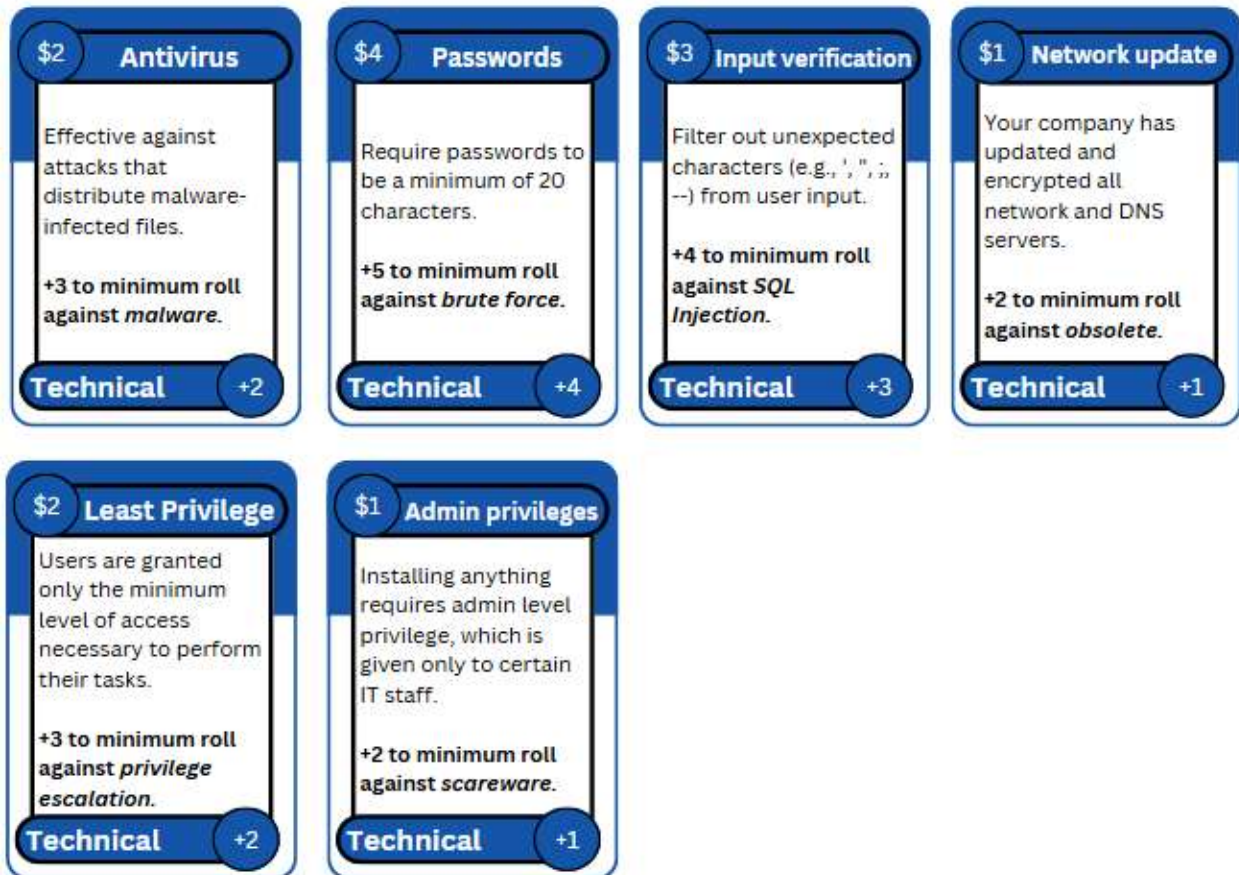 $2 Antivirus
Effective against
attacks that
distribute malware-
infected files.
+3 to minimum roll
against malware.
Technical +2
$4 Passwords
Require passwords to
be a minimum of 20
characters.
+5 to minimum roll
against brute force.
Technical +4
$3 Input verification
Filter out unexpected
characters (e.g., ', ", ;,
--) from user input.
+4 to minimum roll
against SQL
Injection.
Technical +3
$1 Network update
Your company has
updated and
encrypted all
network and DNS
servers.
+2 to minimum roll
against obsolete.
Technical +1
$2 Least Privilege
Users are granted
only the minimum
level of access
necessary to perform
their tasks.
+3 to minimum roll
against privilege
escalation.
Technical +2
$1 Admin privileges
Installing anything
requires admin level
privilege, which is
given only to certain
IT staff.
+2 to minimum roll
against scareware.
Technical +1